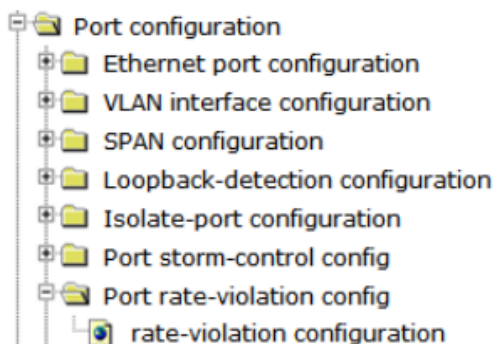 Port configuration
Ethernet port configuration
VLAN interface configuration
SPAN configuration
Loopback-detection configuration
Isolate-port configuration
Port storm-control config
Port rate-violation config
rate-violation configuration